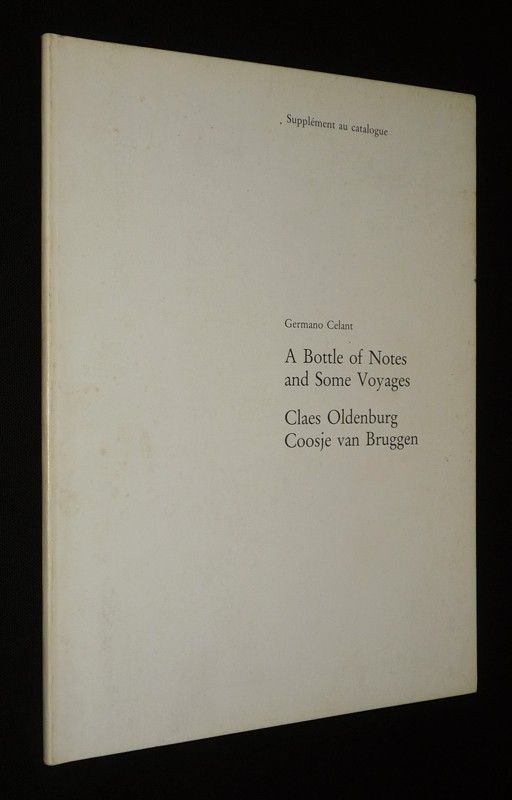 Supplément au catalogue
Germano Celant
A Bottle of Notes
and Some Voyages
Claes Oldenburg
Coosje van Bruggen